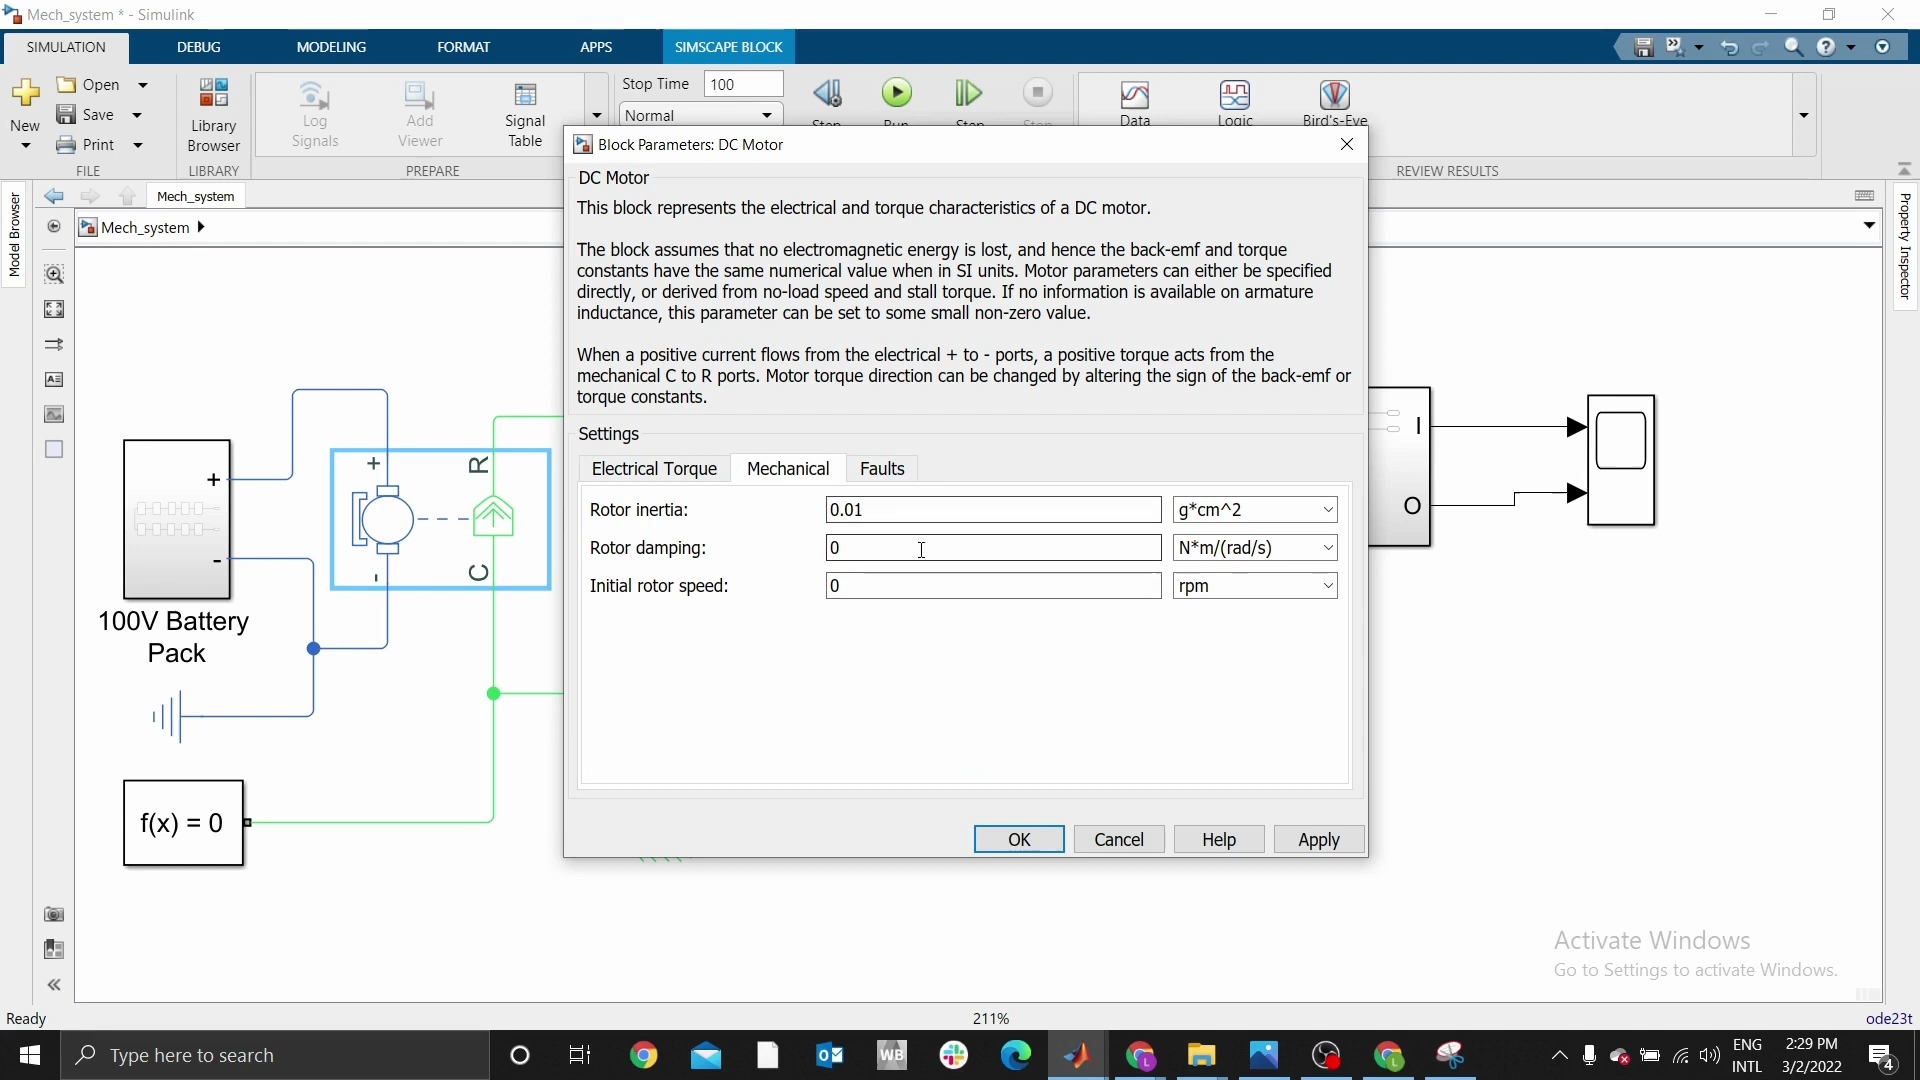 Mech_system * - Simulink
SIMULATION
DEBUG
MODELING
FORMAT
APPS
SIMSCAPE BLOCK
New
Open
Save
Print
FILE
Library
Browser
LIBRARY
Log
Signals
Add
Viewer
Signal
Table
PREPARE
Stop Time 100
Normal
Step
Run
Step
Stop
Data
Logic
Bird's-Eye
REVIEW RESULTS
Model Browser
Mech_system
Mech_system
Property Inspector
Block Parameters: DC Motor
DC Motor
This block represents the electrical and torque characteristics of a DC motor.
The block assumes that no electromagnetic energy is lost, and hence the back-emf and torque
constants have the same numerical value when in SI units. Motor parameters can either be specified
directly, or derived from no-load speed and stall torque. If no information is available on armature
inductance, this parameter can be set to some small non-zero value.
When a positive current flows from the electrical + to - ports, a positive torque acts from the
mechanical C to R ports. Motor torque direction can be changed by altering the sign of the back-emf or
torque constants.
Settings
Electrical Torque
Mechanical
Faults
Rotor inertia: 0.01 g*cm^2
Rotor damping: 0 N*m/(rad/s)
Initial rotor speed: 0 rpm
OK
Cancel
Help
Apply
+
-
100V Battery
Pack
+
-
R
C
f(x) = 0
I
O
Activate Windows
Go to Settings to activate Windows.
Ready
211%
ode23t
Type here to search
WB
L
L
ENG
INTL
2:29 PM
3/2/2022
4